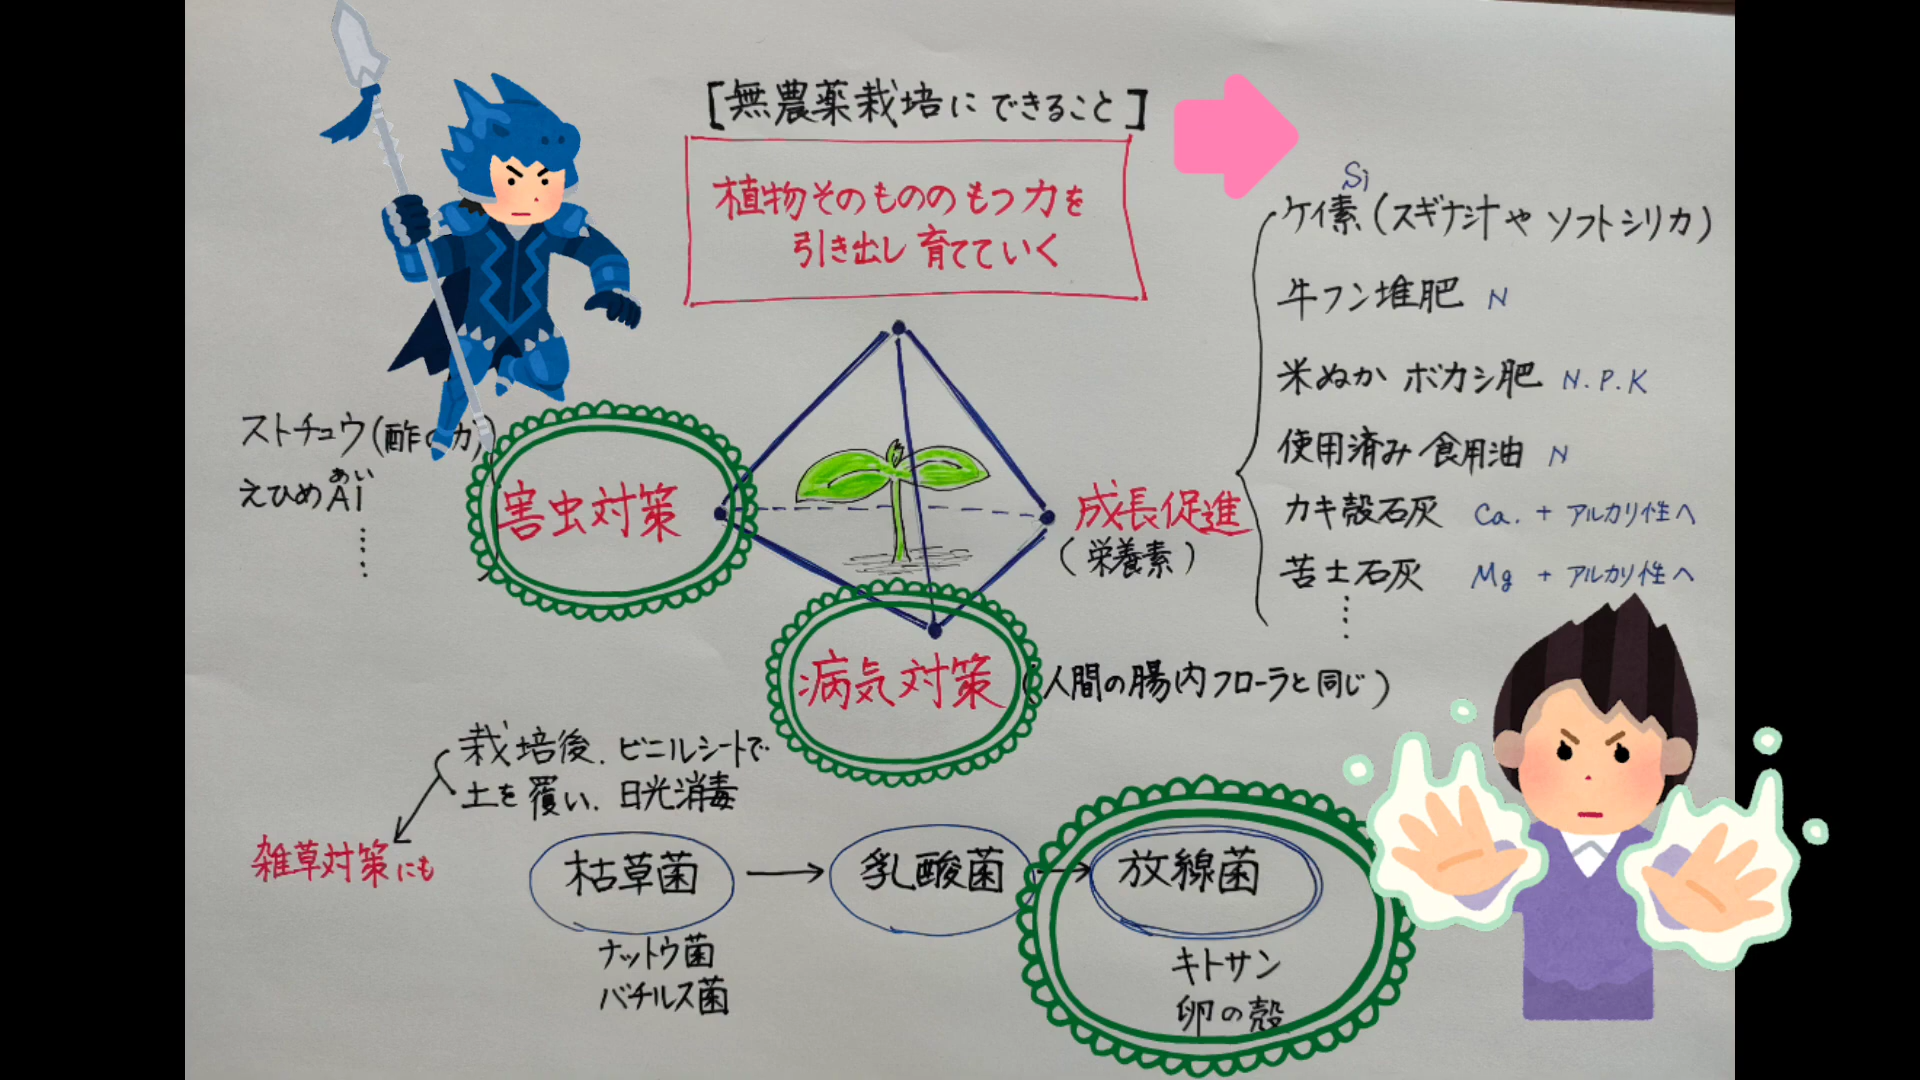 [無農薬栽培にできること]
植物そのもののもつ力を
引き出し育てていく
Si
ケイ素(スギナ汁やソフトシリカ)
牛フン堆肥 N
米ぬかボカシ肥 N.P.K
使用済み食用油 N
カキ殻石灰 Ca. + アルカリ性へ
苦土石灰 Mg + アルカリ性へ
ストチュウ(酢の力)
あい
えひめAI
害虫対策
成長促進
(栄養素)
病気対策
(人間の腸内フローラと同じ)
栽培後、ビニルシートで
土を覆い、日光消毒
雑草対策にも
枯草菌 → 乳酸菌 → 放線菌
ナットウ菌
バチルス菌
キトサン
卵の殻